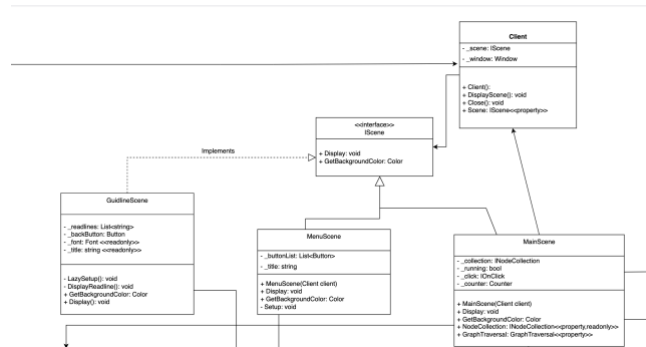 Client
- _scene: IScene
- _window: Window
+ Client():
+ DisplayScene(): void
+ Close(): void
+ Scene: IScene<<property>>
<<interface>>
IScene
+ Display: void
+ GetBackgroundColor: Color
Implements
GuidlineScene
- _readlines: List<string>
- _backButton: Button
- _font: Font <<readonly>>
- _title: string <<readonly>>
- LazySetup(): void
- DisplayReadline(): void
+ GetBackgroundColor: Color
+ Display(): void
MenuScene
- _buttonList: List<Button>
- _title: string
+ MenuScene(Client client)
+ Display: void
+ GetBackgroundColor: Color
- Setup: void
MainScene
- _collection: INodeCollection
- _running: bool
- _click: IOnClick
- _counter: Counter
+ MainScene(Client client)
+ Display: void
+ GetBackgroundColor: Color
+ NodeCollection: INodeCollection<<property,readonly>>
+ GraphTraversal: GraphTraversal<<property>>